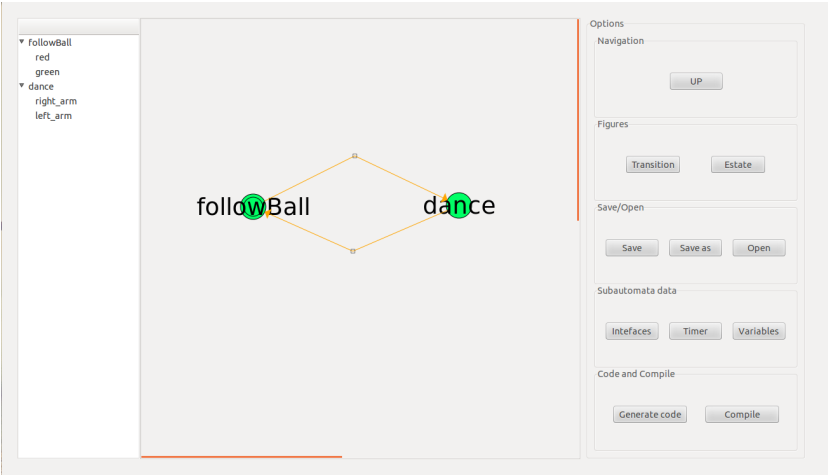 followBall
red
green
dance
right_arm
left_arm
followBall
dance
Options
Navigation
UP
Figures
Transition
Estate
Save/Open
Save
Save as
Open
Subautomata data
Intefaces
Timer
Variables
Code and Compile
Generate code
Compile